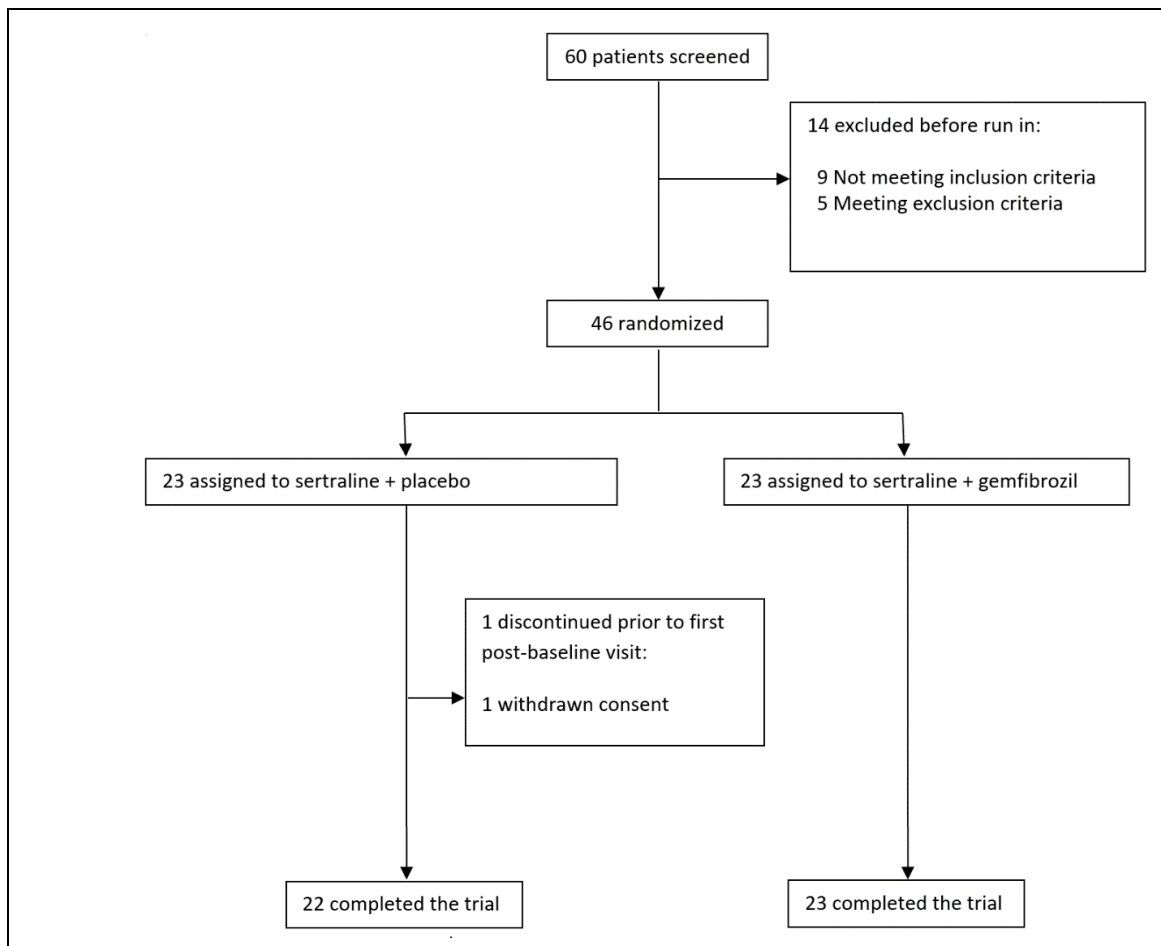 60 patients screened
14 excluded before run in:
9 Not meeting inclusion criteria
5 Meeting exclusion criteria
46 randomized
23 assigned to sertraline + placebo
23 assigned to sertraline + gemfibrozil
1 discontinued prior to first
post-baseline visit:
1 withdrawn consent
22 completed the trial
23 completed the trial